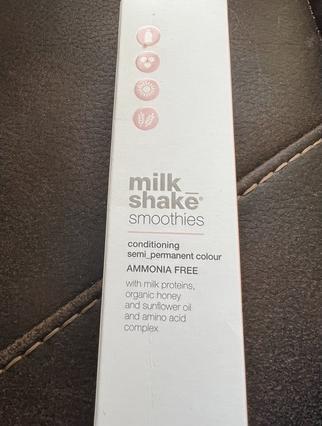 milk_
shake®
smoothies
conditioning
semi_permanent colour
AMMONIA FREE
with milk proteins,
organic honey
and sunflower oil
and amino acid
complex